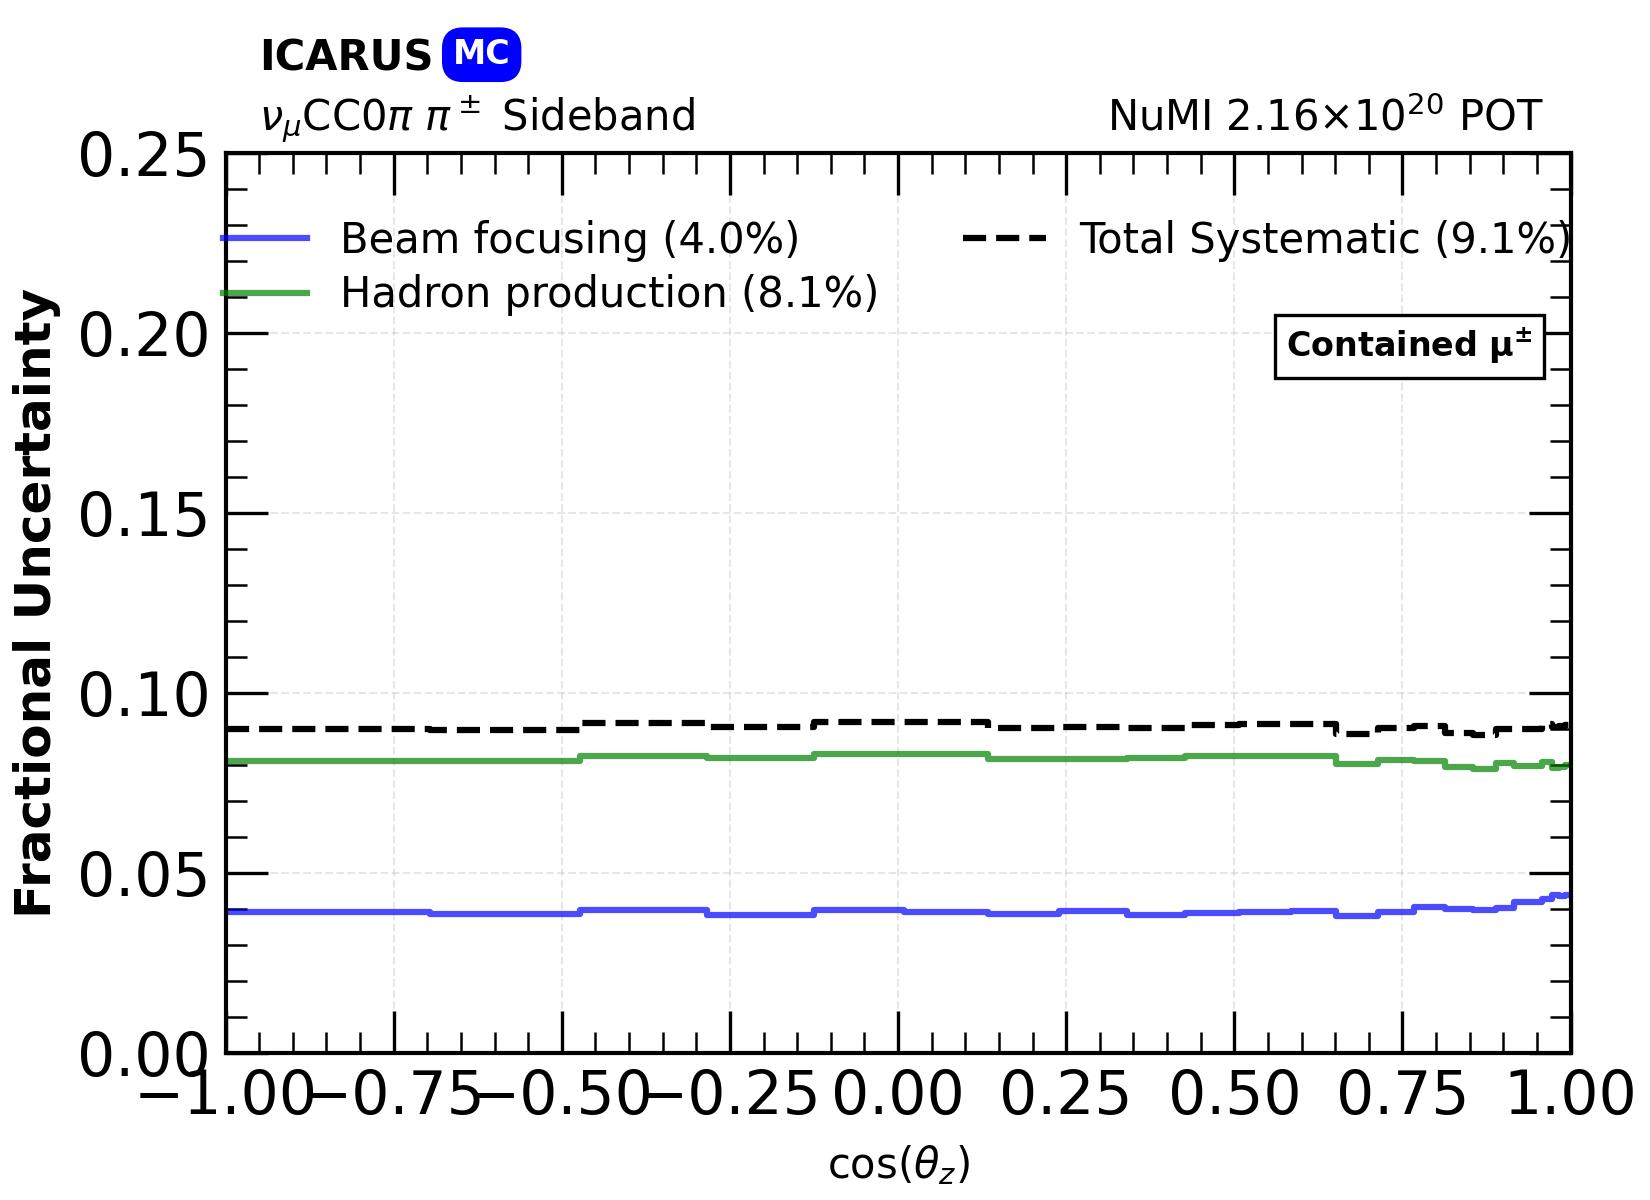 ICARUS MC
νμCC0π π± Sideband
NuMI 2.16×10²⁰ POT
Beam focusing (4.0%)
Hadron production (8.1%)
Total Systematic (9.1%)
Contained μ±
Fractional Uncertainty
0.25
0.20
0.15
0.10
0.05
0.00
−1.00 −0.75 −0.50 −0.25 0.00 0.25 0.50 0.75 1.00
cos(θz)